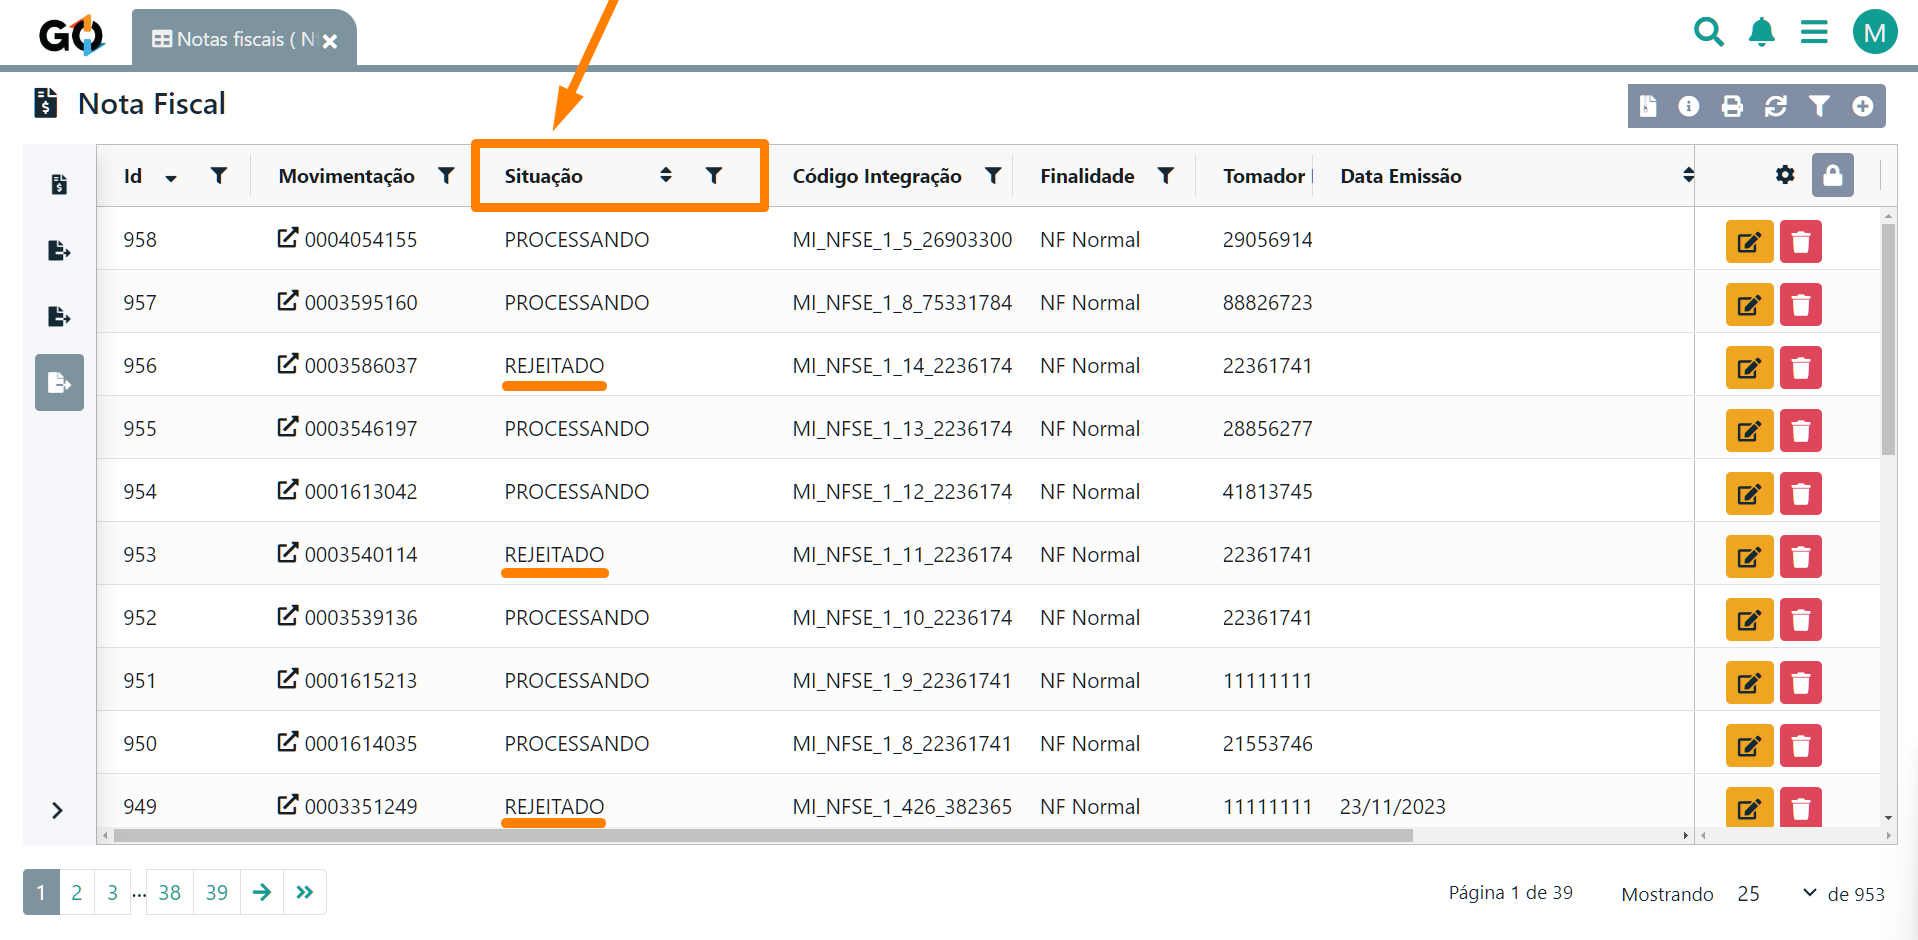 GO
Notas fiscais ( N
M
Nota Fiscal
Id Movimentação Situação Código Integração Finalidade Tomador Data Emissão
958 0004054155 PROCESSANDO MI_NFSE_1_5_26903300 NF Normal 29056914
957 0003595160 PROCESSANDO MI_NFSE_1_8_75331784 NF Normal 88826723
956 0003586037 REJEITADO MI_NFSE_1_14_2236174 NF Normal 22361741
955 0003546197 PROCESSANDO MI_NFSE_1_13_2236174 NF Normal 28856277
954 0001613042 PROCESSANDO MI_NFSE_1_12_2236174 NF Normal 41813745
953 0003540114 REJEITADO MI_NFSE_1_11_2236174 NF Normal 22361741
952 0003539136 PROCESSANDO MI_NFSE_1_10_2236174 NF Normal 22361741
951 0001615213 PROCESSANDO MI_NFSE_1_9_22361741 NF Normal 11111111
950 0001614035 PROCESSANDO MI_NFSE_1_8_22361741 NF Normal 21553746
949 0003351249 REJEITADO MI_NFSE_1_426_382365 NF Normal 11111111 23/11/2023
1 2 3 ... 38 39
Página 1 de 39 Mostrando 25 de 953